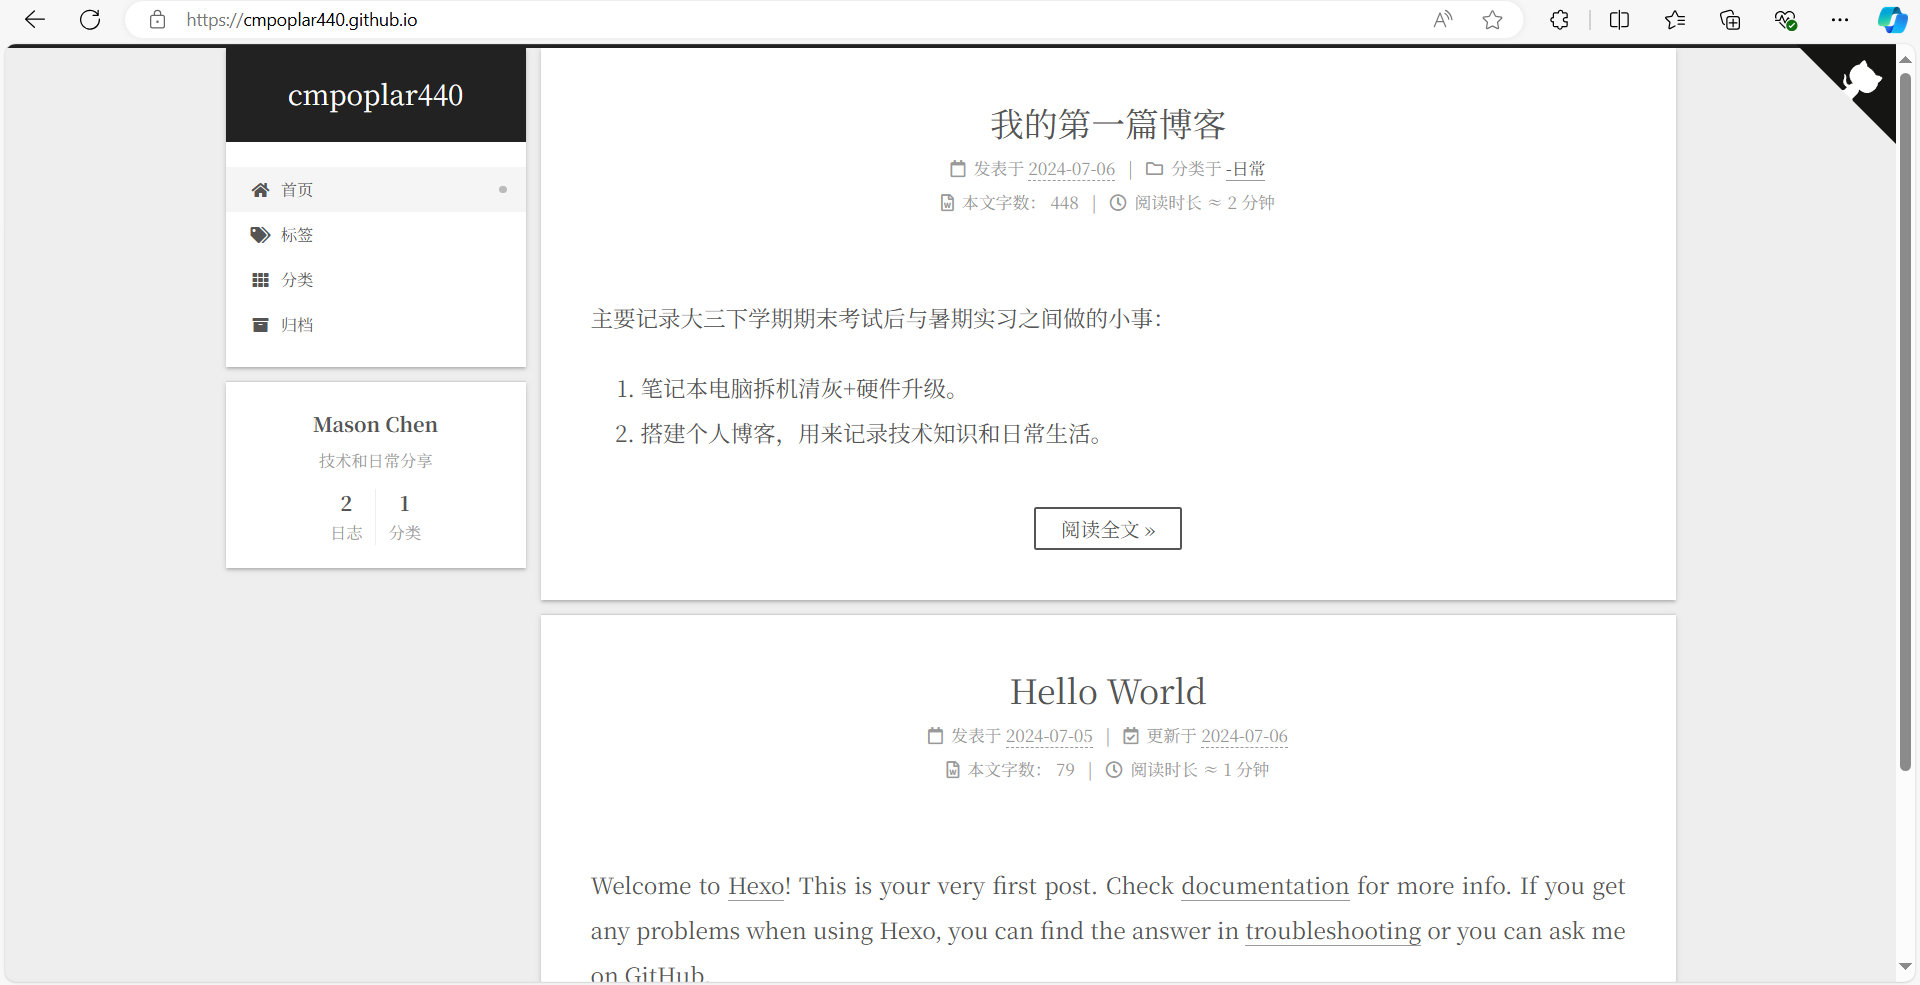 https://cmpoplar440.github.io
cmpoplar440
首页
标签
分类
归档
Mason Chen
技术和日常分享
2 1
日志 分类
我的第一篇博客
发表于 2024-07-06 | 分类于 -日常
本文字数： 448 | 阅读时长 ≈ 2 分钟
主要记录大三下学期期末考试后与暑期实习之间做的小事：
1. 笔记本电脑拆机清灰+硬件升级。
2. 搭建个人博客，用来记录技术知识和日常生活。
阅读全文 »
Hello World
发表于 2024-07-05 | 更新于 2024-07-06
本文字数： 79 | 阅读时长 ≈ 1 分钟
Welcome to Hexo! This is your very first post. Check documentation for more info. If you get
any problems when using Hexo, you can find the answer in troubleshooting or you can ask me
on GitHub.